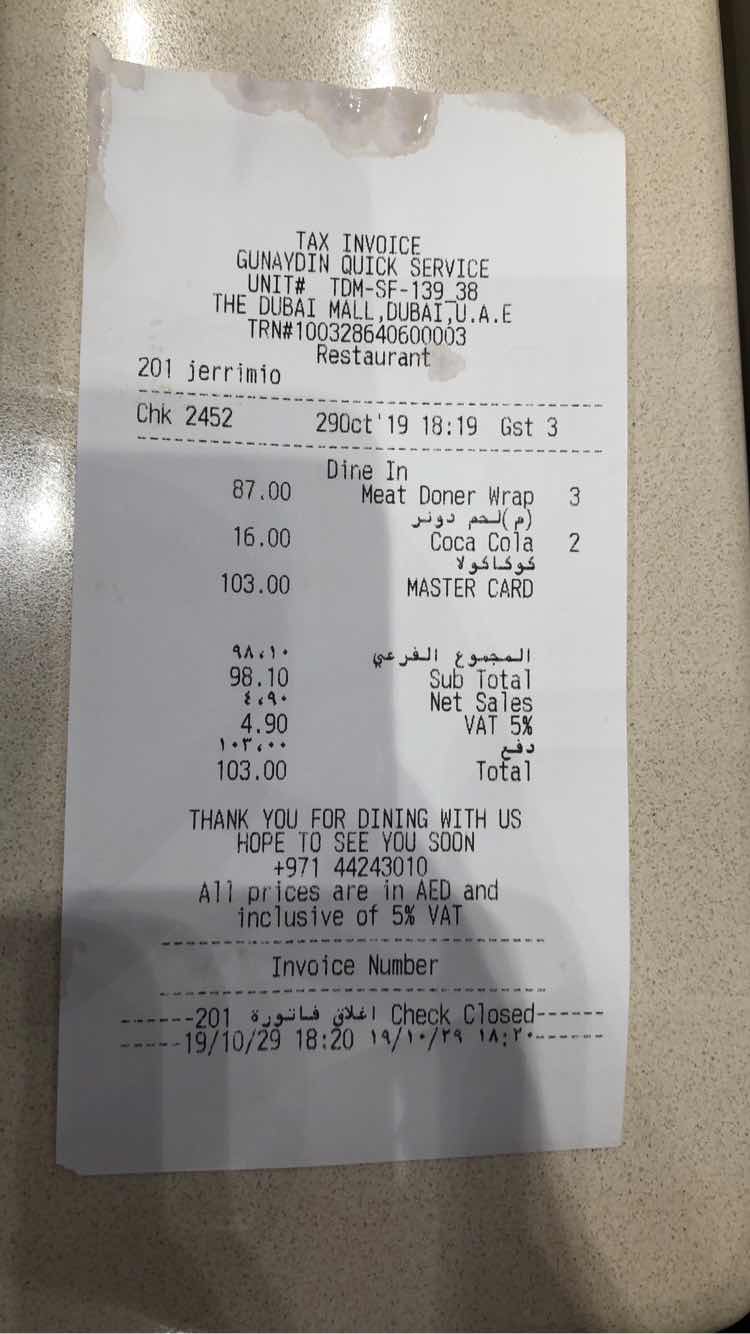 TAX INVOICE
GUNAYDIN QUICK SERVICE
UNIT# TDM-SF-139_38
THE DUBAI MALL,DUBAI,U.A.E
TRN#100328640600003
Restaurant
201 jerrimio
Chk 2452 29Oct'19 18:19 Gst 3
Dine In
87.00 Meat Doner Wrap 3
م)لحم دونر)
16.00 Coca Cola 2
كوكاكولا
103.00 MASTER CARD
٩٨،١٠ المجموع الفرعي
98.10 Sub Total
٤،٩٠ Net Sales
4.90 VAT 5%
١٠٣،٠٠ دفع
103.00 Total
THANK YOU FOR DINING WITH US
HOPE TO SEE YOU SOON
+971 44243010
All prices are in AED and
inclusive of 5% VAT
Invoice Number
------201 اغلاق فاتورة Check Closed------
-----19/10/29 18:20 ١٩/١٠/٢٩ ١٨:٢٠------